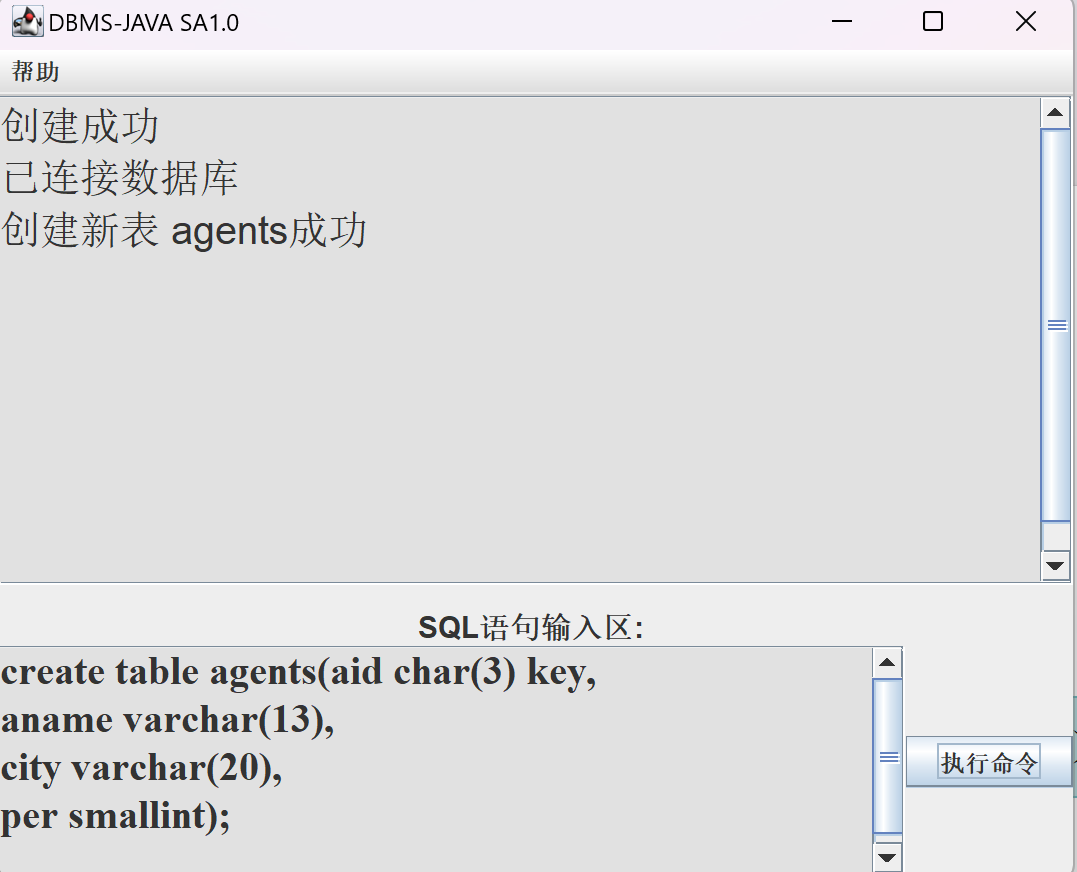 DBMS-JAVA SA1.0
帮助
创建成功
已连接数据库
创建新表 agents成功
SQL语句输入区:
create table agents(aid char(3) key,
aname varchar(13),
city varchar(20),
per smallint);
执行命令